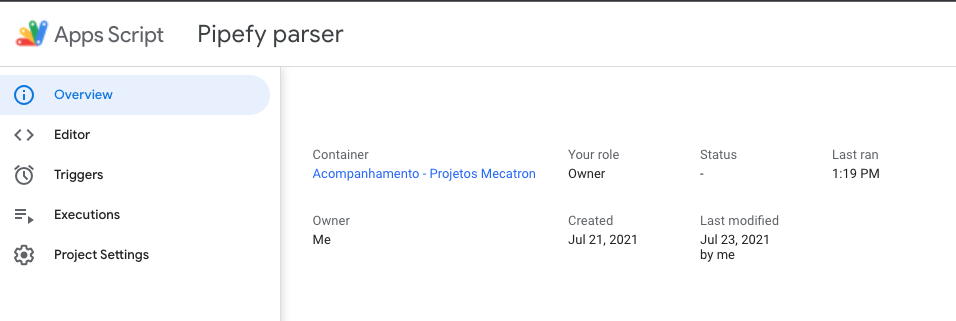 Apps Script Pipefy parser
Overview
Editor
Triggers
Executions
Project Settings
Container Your role Status Last ran
Acompanhamento - Projetos Mecatron Owner - 1:19 PM
Owner Created Last modified
Me Jul 21, 2021 Jul 23, 2021
by me